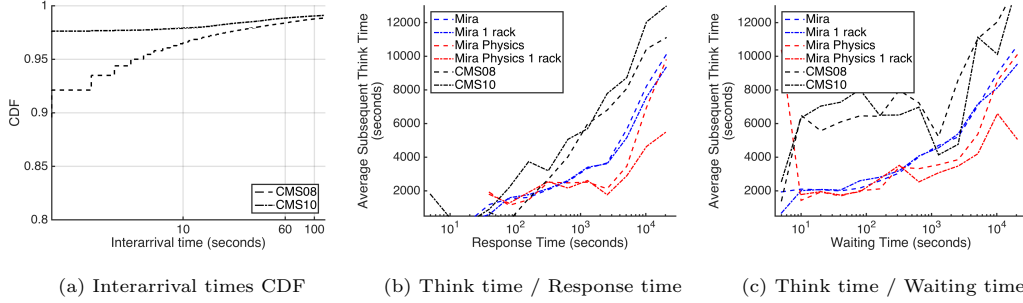 1
0.95
0.9
0.85
0.8
CDF
10
60
100
Interarrival time (seconds)
CMS08
CMS10
(a) Interarrival times CDF
12000
10000
8000
6000
4000
2000
Average Subsequent Think Time
(seconds)
Mira
Mira 1 rack
Mira Physics
Mira Physics 1 rack
CMS08
CMS10
10^1
10^2
10^3
10^4
Response Time (seconds)
(b) Think time / Response time
12000
10000
8000
6000
4000
2000
Average Subsequent Think Time
(seconds)
Mira
Mira 1 rack
Mira Physics
Mira Physics 1 rack
CMS08
CMS10
10^1
10^2
10^3
10^4
Waiting Time (seconds)
(c) Think time / Waiting time